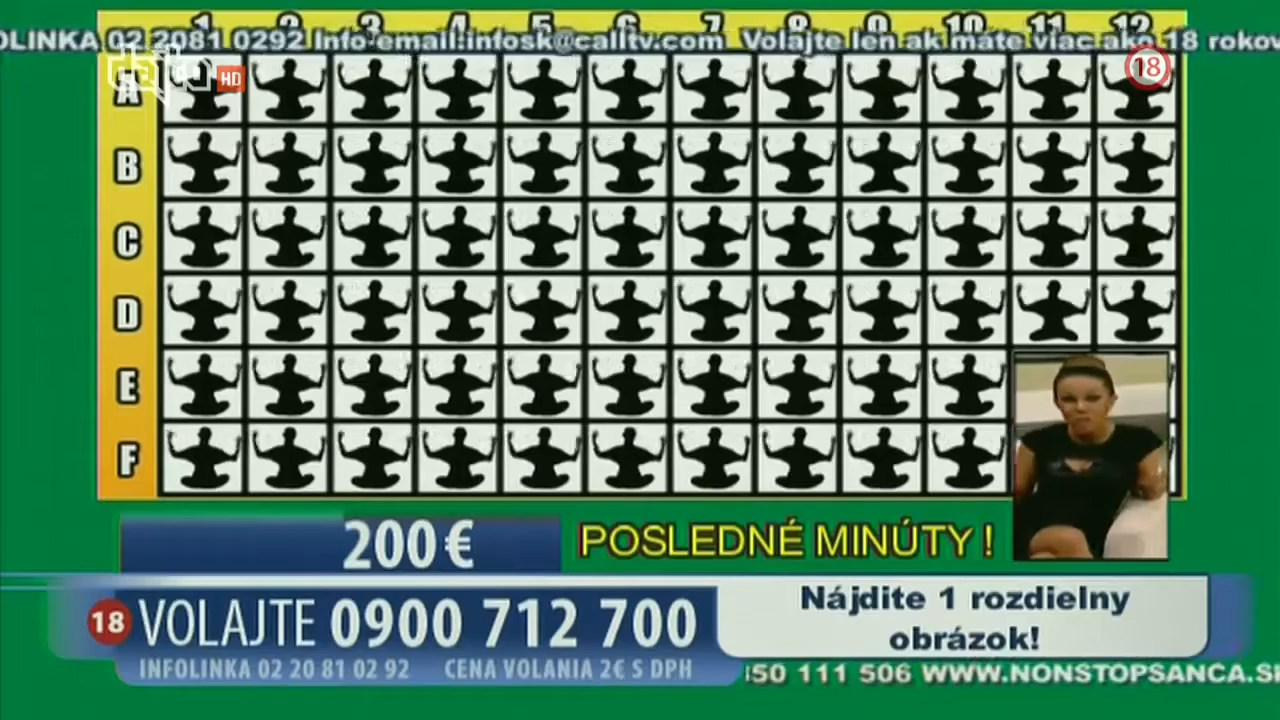 1 2 3 4 5 6 7 8 9 10 11 12
OLINKA 02 2081 0292 Info email:infosk@calltv.com Volajte len ak máte viac ako 18 rokov
HD
18
A
B
C
D
E
F
200 €
POSLEDNÉ MINÚTY !
18 VOLAJTE 0900 712 700
Nájdite 1 rozdielny
obrázok!
INFOLINKA 02 20 81 02 92 CENA VOLANIA 2€ S DPH
50 111 506 WWW.NONSTOPSANCA.S